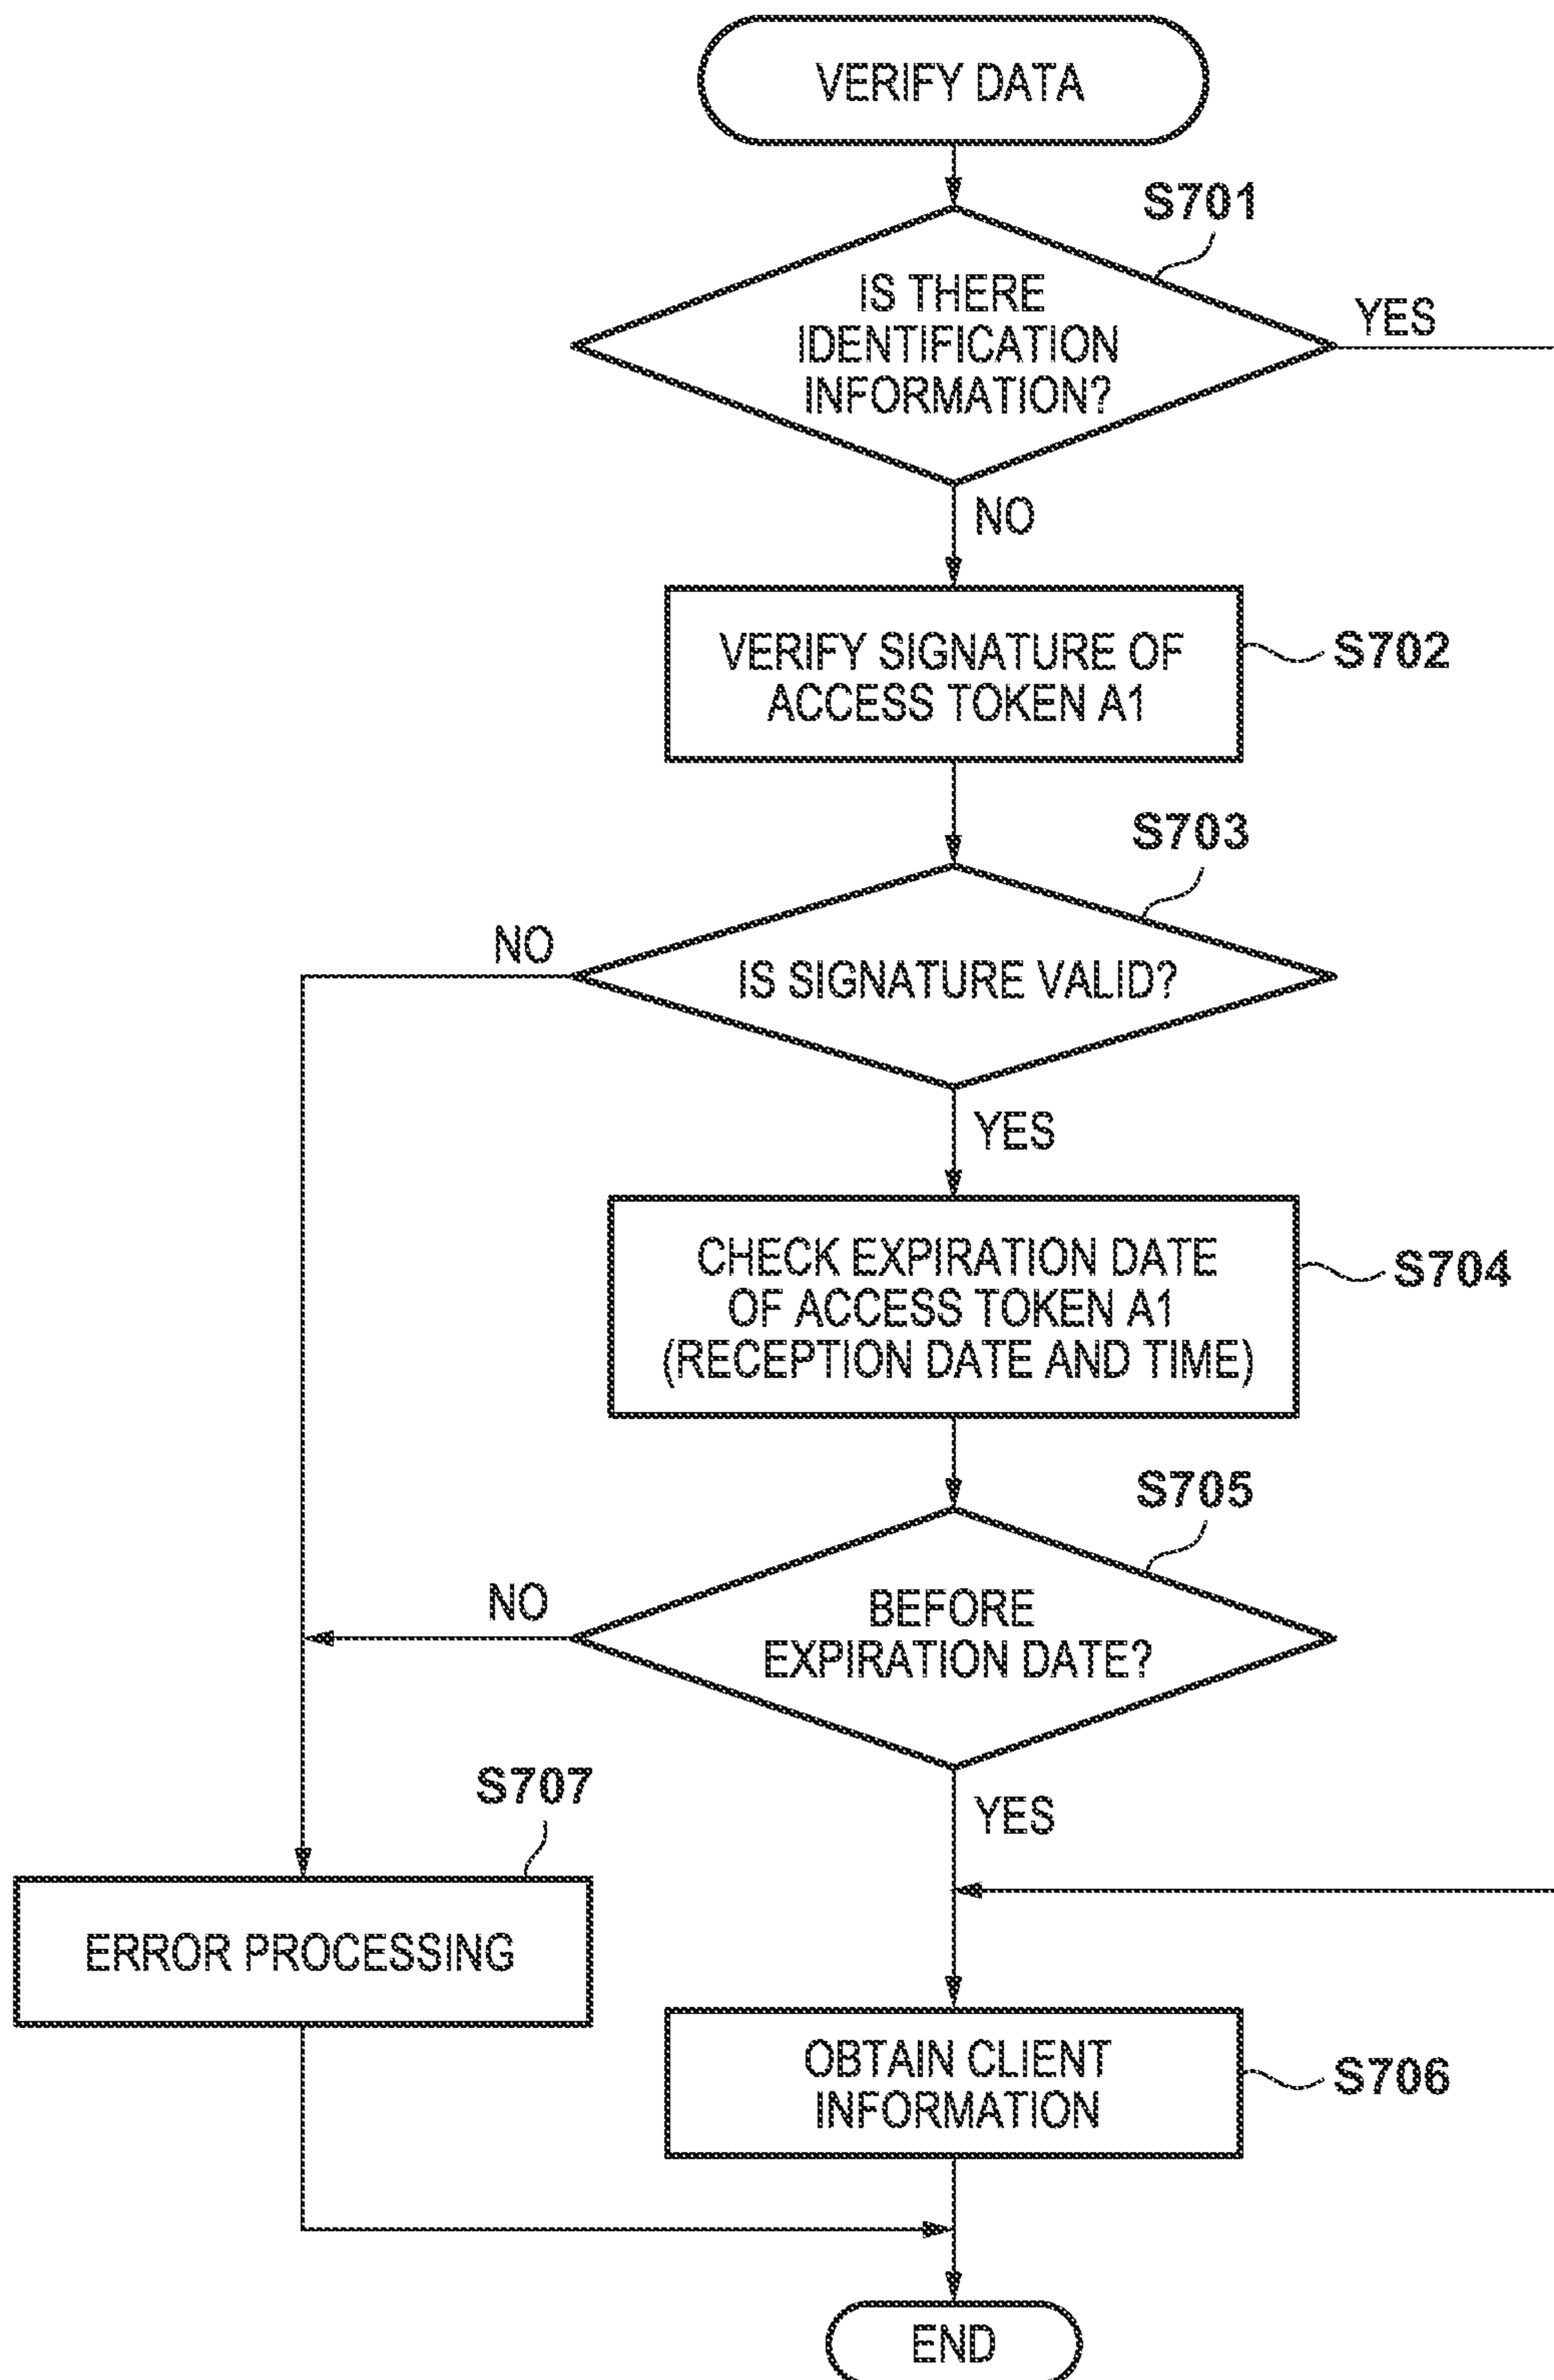 VERIFY DATA
S701
IS THERE
IDENTIFICATION
INFORMATION?
YES
NO
VERIFY SIGNATURE OF
ACCESS TOKEN A1
S702
S703
NO
IS SIGNATURE VALID?
YES
CHECK EXPIRATION DATE
OF ACCESS TOKEN A1
(RECEPTION DATE AND TIME)
S704
S705
NO
BEFORE
EXPIRATION DATE?
S707
YES
ERROR PROCESSING
OBTAIN CLIENT
INFORMATION
S706
END